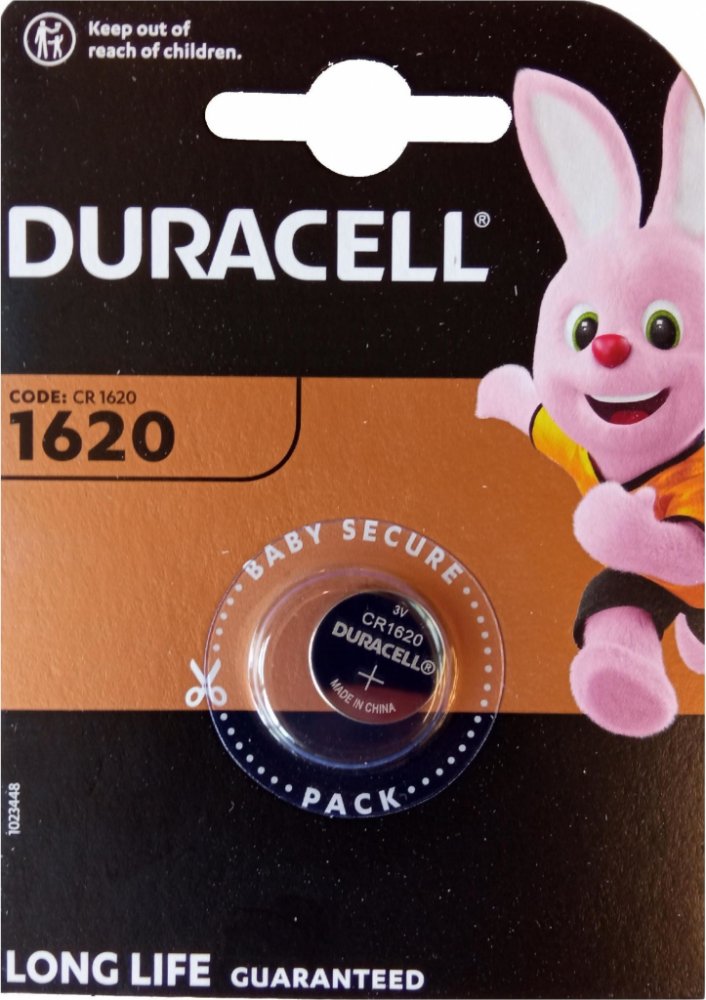 Keep out of
reach of children.
DURACELL®
CODE: CR 1620
1620
BABY SECURE
3V
CR1620
DURACELL®
+
MADE IN CHINA
PACK
1023448
LONG LIFE GUARANTEED